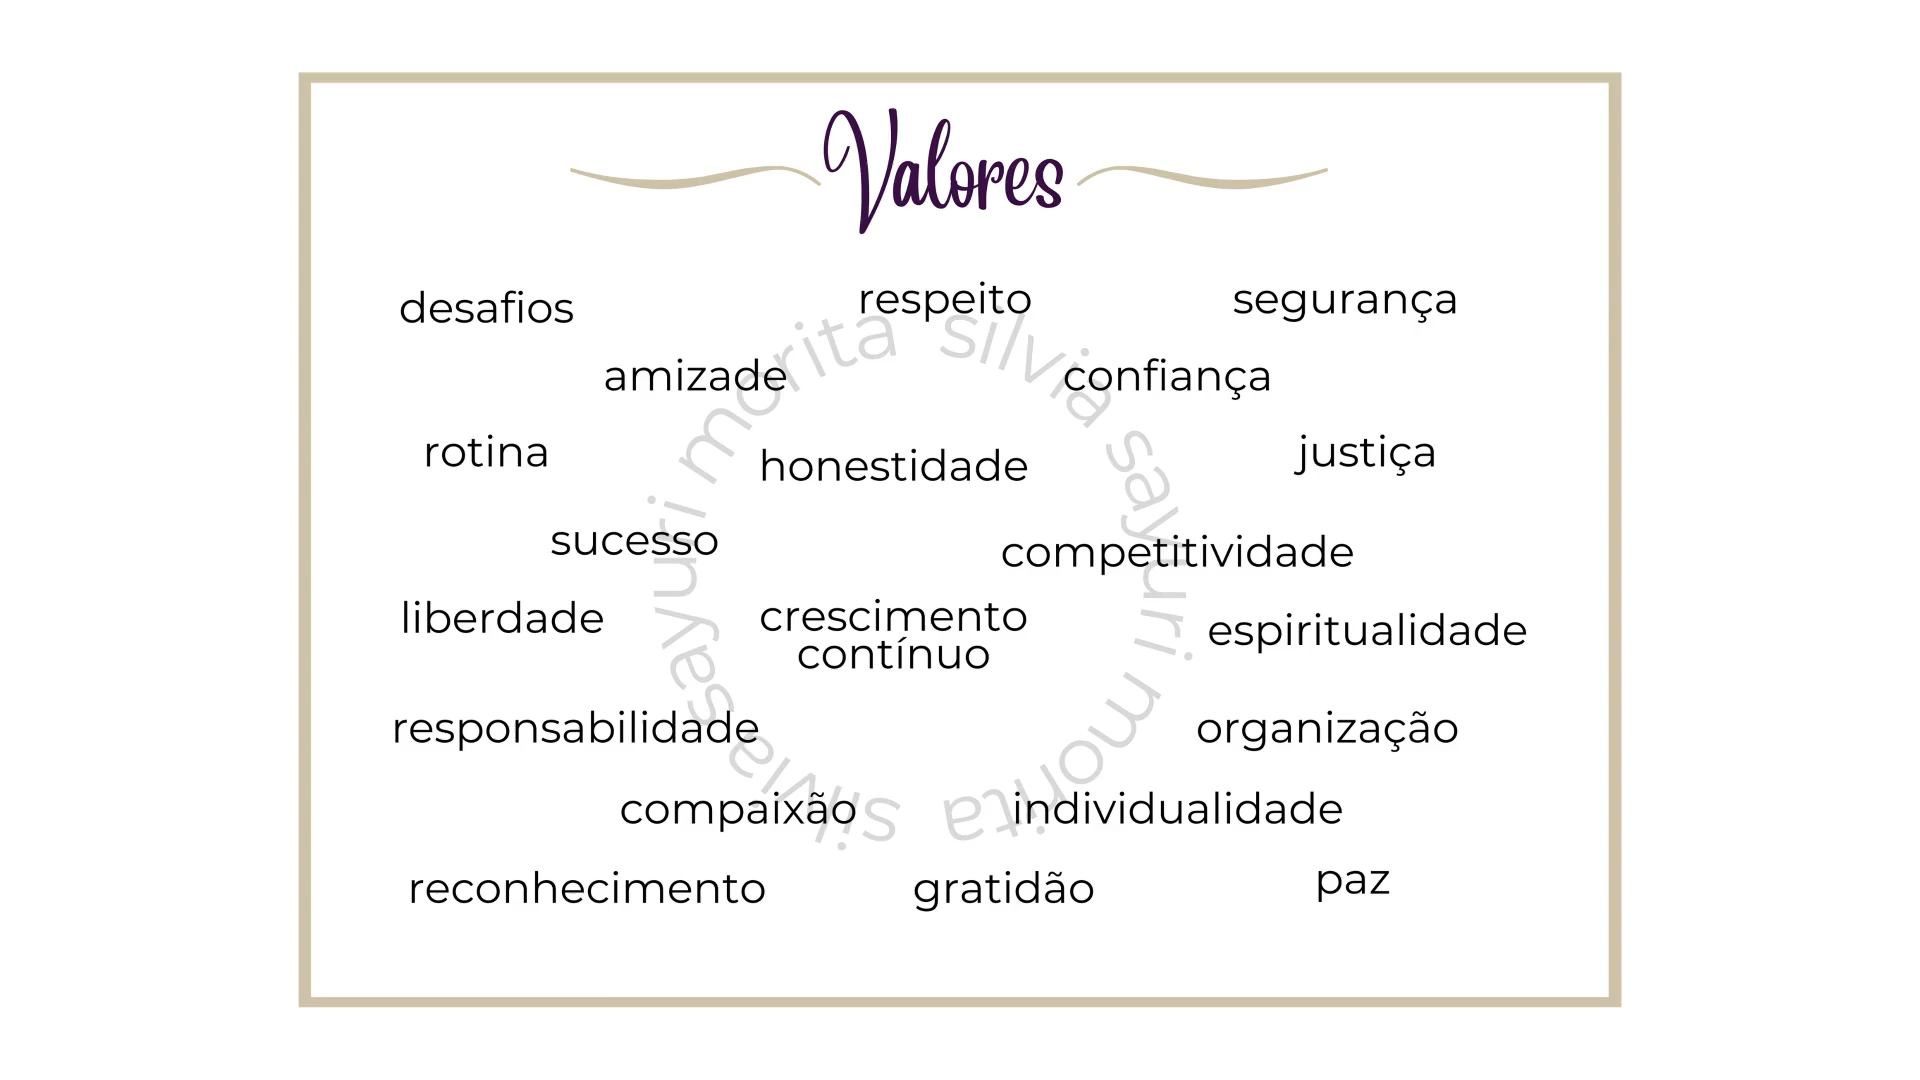 Valores
desafios
respeito
segurança
amizade
confiança
rotina
honestidade
justiça
sucesso
competitividade
liberdade
crescimento
contínuo
espiritualidade
responsabilidade
organização
compaixão
individualidade
reconhecimento
gratidão
paz
silvia sayuri morita
silvia sayuri morita